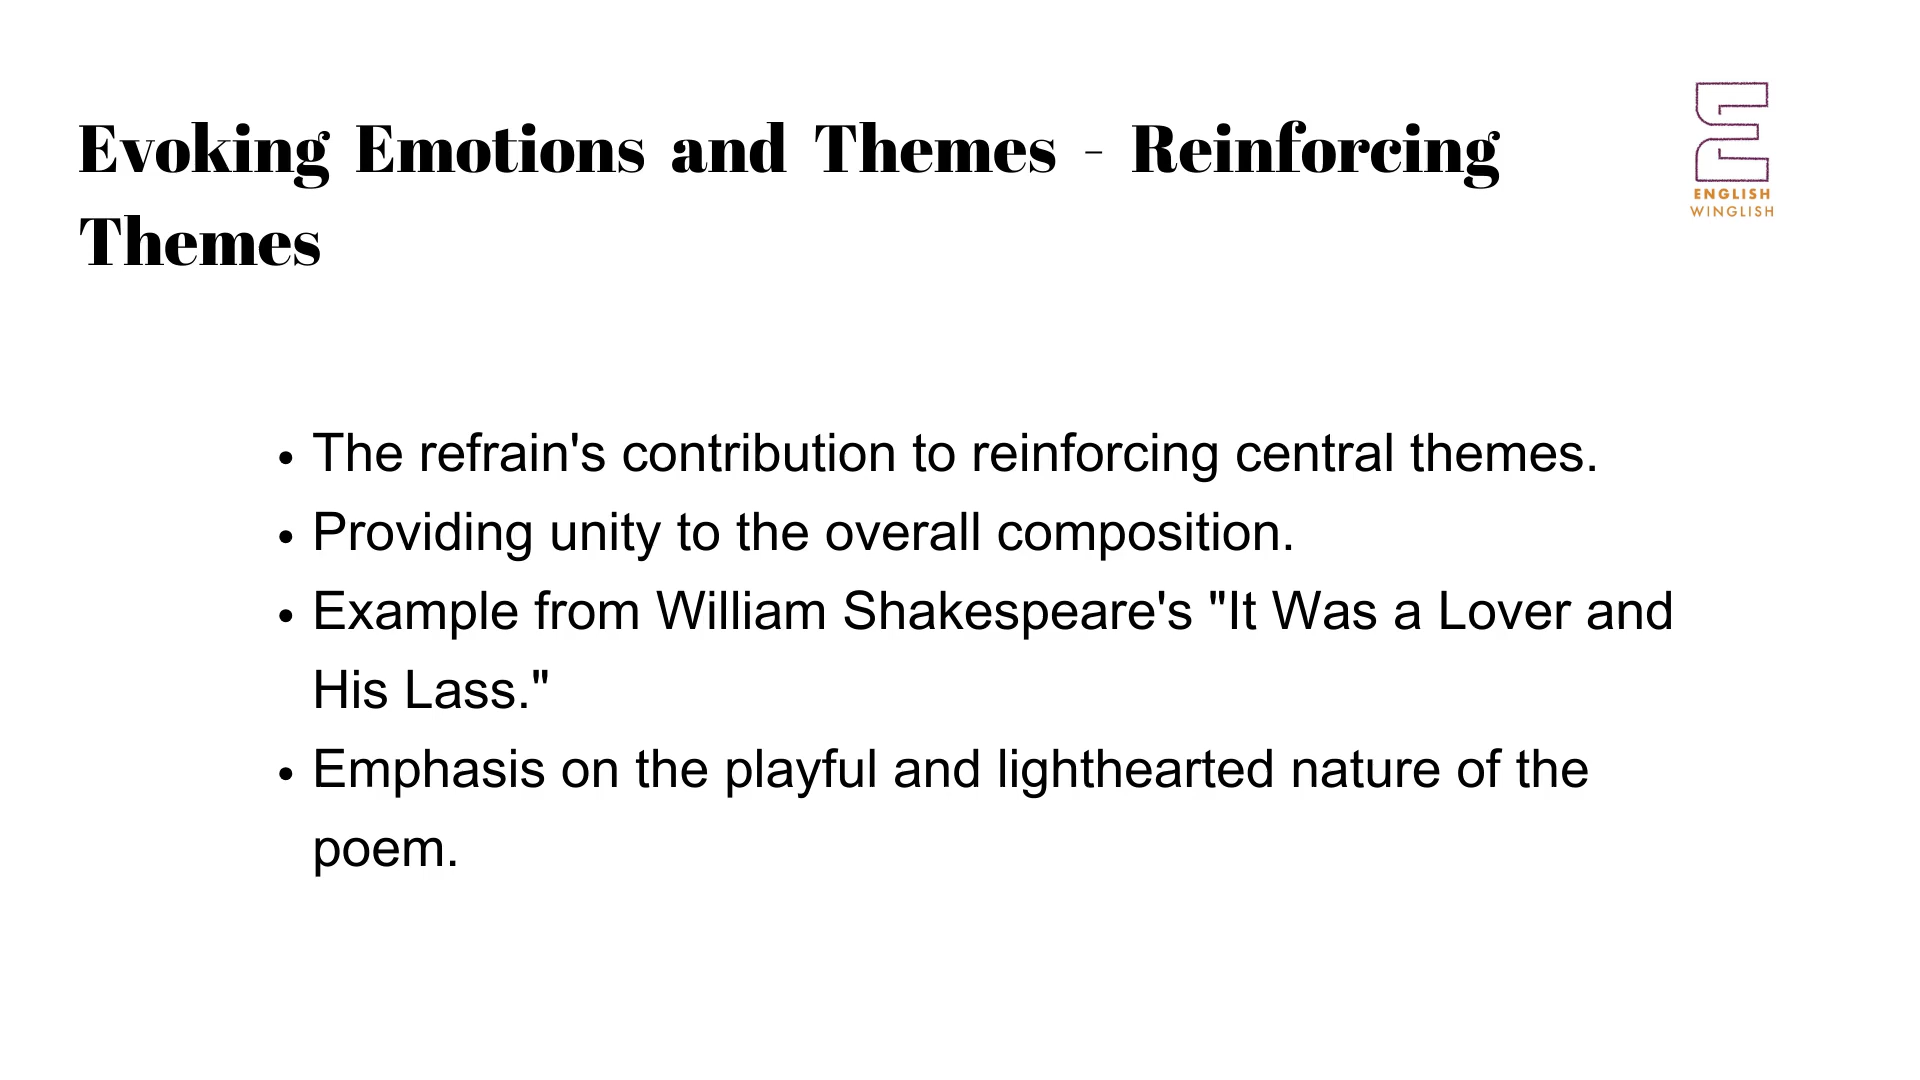 Evoking Emotions and Themes - Reinforcing
Themes
ENGLISH
WINGLISH
• The refrain's contribution to reinforcing central themes.
• Providing unity to the overall composition.
• Example from William Shakespeare's "It Was a Lover and
His Lass."
• Emphasis on the playful and lighthearted nature of the
poem.